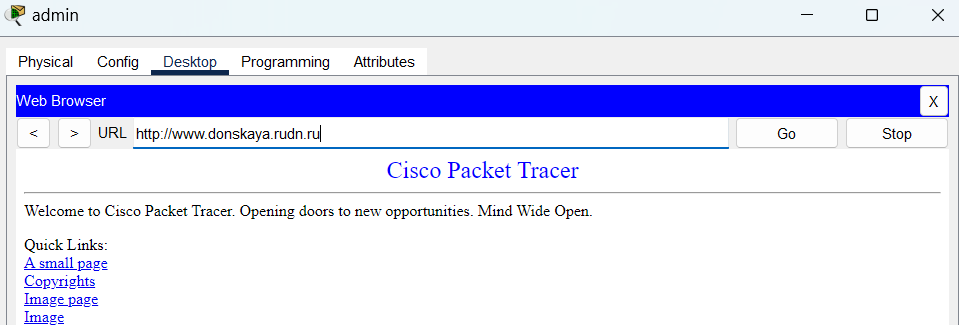 admin
Physical Config Desktop Programming Attributes
Web Browser X
< > URL http://www.donskaya.rudn.ru Go Stop
Cisco Packet Tracer
Welcome to Cisco Packet Tracer. Opening doors to new opportunities. Mind Wide Open.
Quick Links:
A small page
Copyrights
Image page
Image